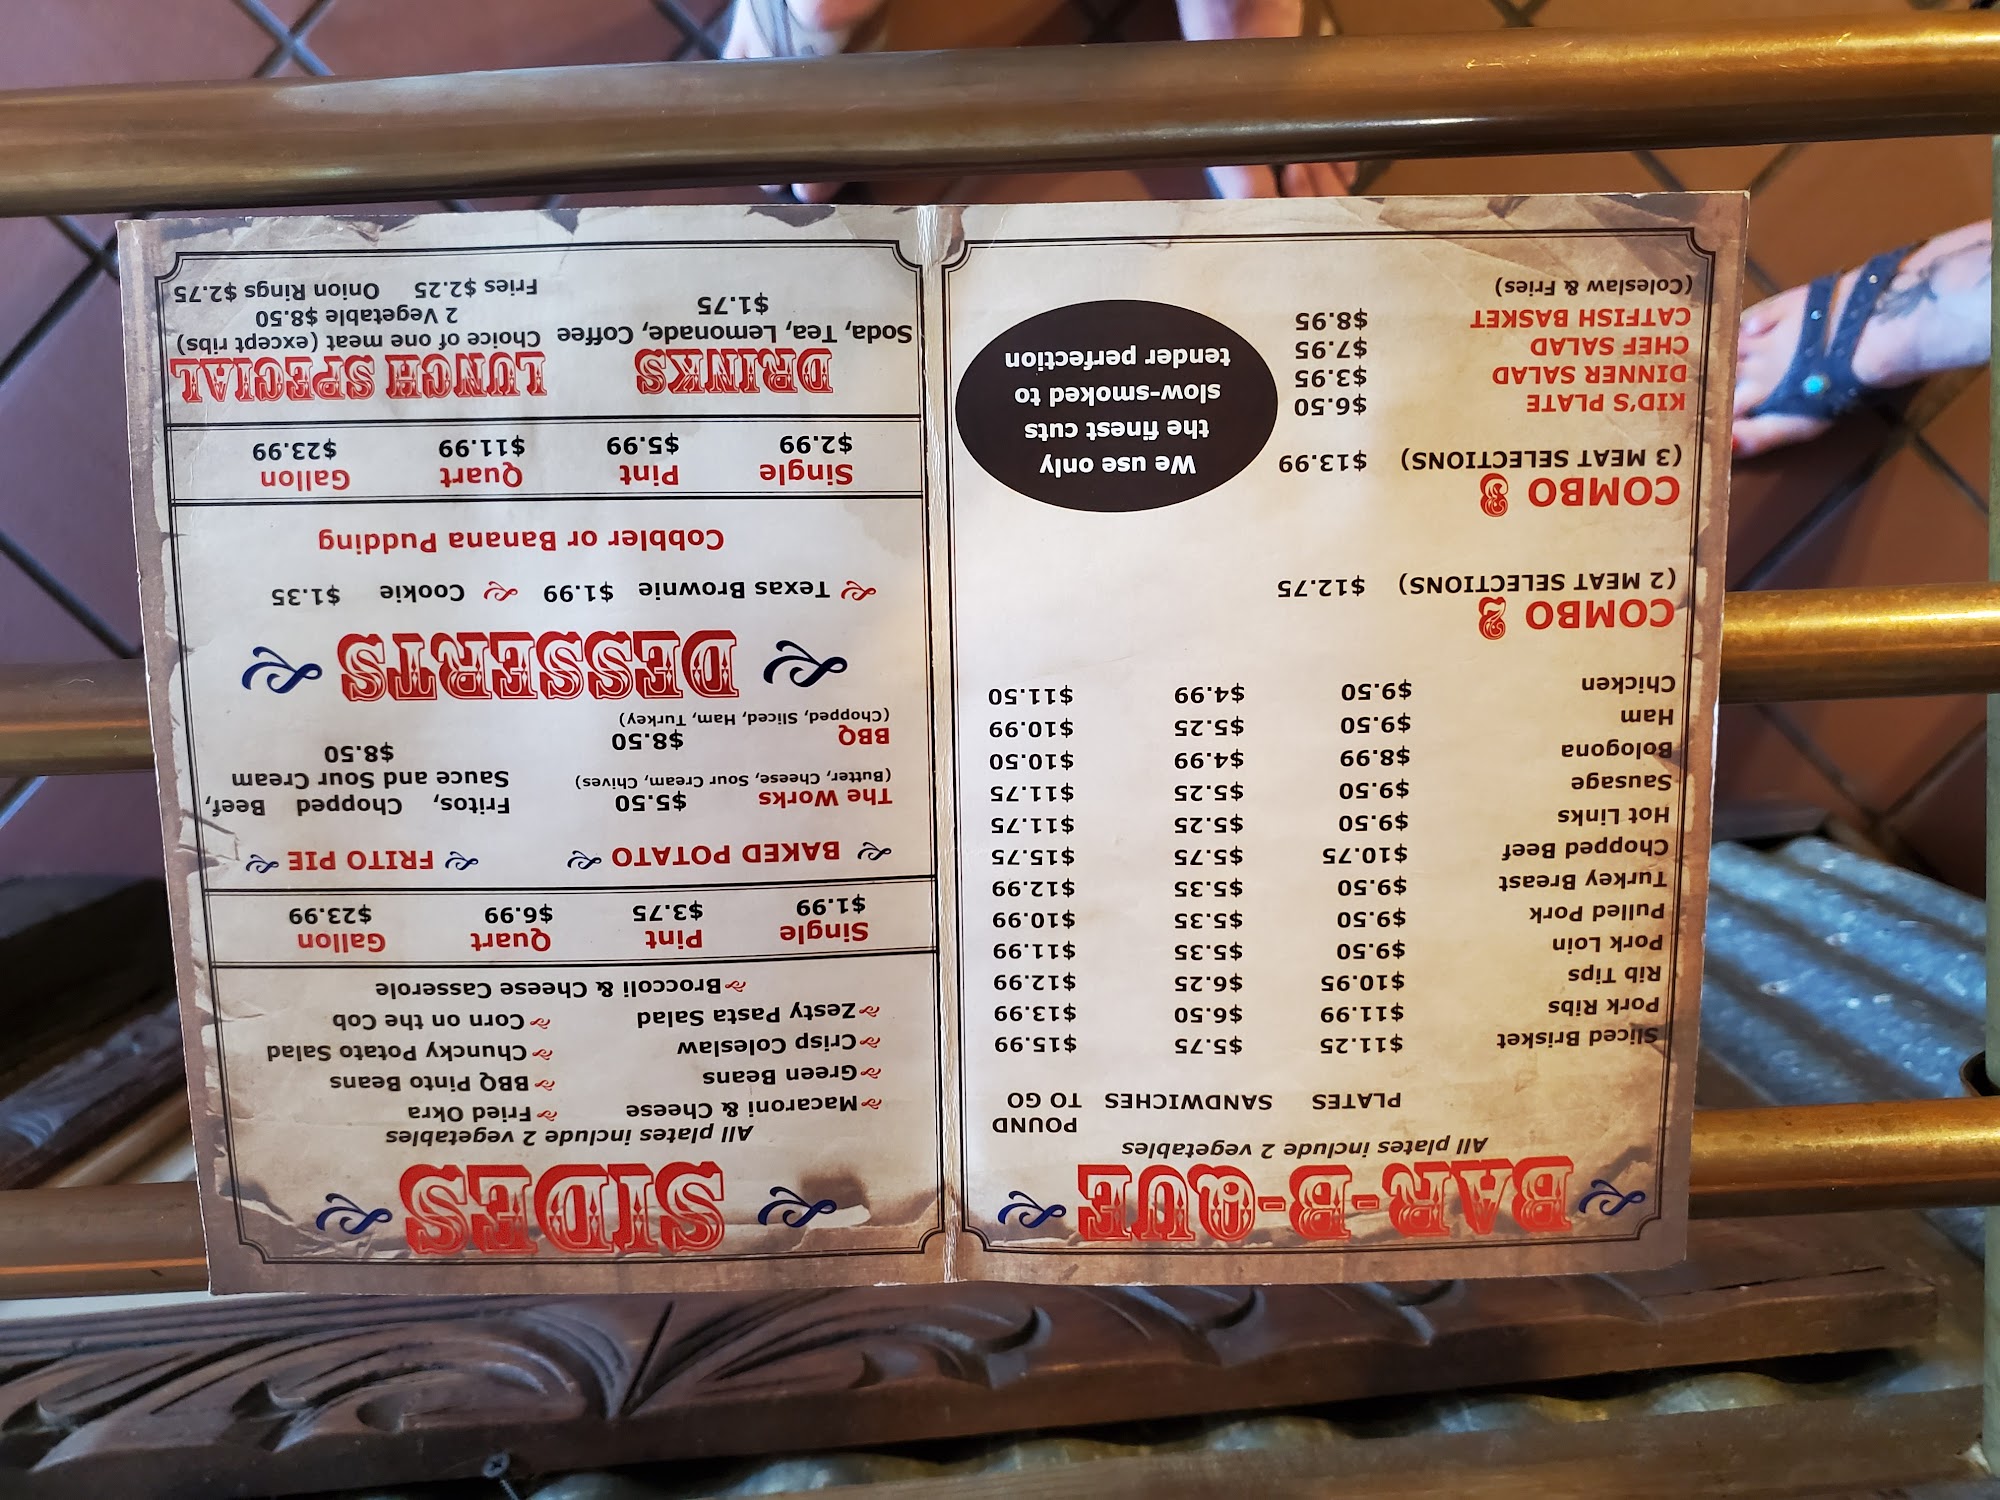 BAR-B-QUE
All plates include 2 vegetables
PLATES SANDWICHES POUND TO GO
Sliced Brisket $11.25 $5.75 $15.99
Pork Ribs $11.99 $6.50 $13.99
Rib Tips $10.95 $6.25 $12.99
Pork Loin $9.50 $5.35 $11.99
Pulled Pork $9.50 $5.35 $10.99
Turkey Breast $9.50 $5.35 $12.99
Chopped Beef $10.75 $5.75 $15.75
Hot Links $9.50 $5.25 $11.75
Sausage $9.50 $5.25 $11.75
Bologona $8.99 $4.99 $10.50
Ham $9.50 $5.25 $10.99
Chicken $9.50 $4.99 $11.50
COMBO 2
(2 MEAT SELECTIONS) $12.75
COMBO 3
(3 MEAT SELECTIONS) $13.99
KID'S PLATE $6.50
DINNER SALAD $3.95
CHEF SALAD $7.95
CATFISH BASKET $8.95
(Coleslaw & Fries)
We use only
the finest cuts
slow-smoked to
tender perfection
SIDES
All plates include 2 vegetables
Macaroni & Cheese Fried Okra
Green Beans BBQ Pinto Beans
Crisp Coleslaw Chuncky Potato Salad
Zesty Pasta Salad Corn on the Cob
Broccoli & Cheese Casserole
Single Pint Quart Gallon
$1.99 $3.75 $6.99 $23.99
BAKED POTATO
The Works $5.50
(Butter, Cheese, Sour Cream, Chives)
BBQ $8.50
(Chopped, Sliced, Ham, Turkey)
FRITO PIE
Fritos, Chopped Beef,
Sauce and Sour Cream
$8.50
DESSERTS
Texas Brownie $1.99 Cookie $1.35
Cobbler or Banana Pudding
Single Pint Quart Gallon
$2.99 $5.99 $11.99 $23.99
DRINKS
Soda, Tea, Lemonade, Coffee
$1.75
LUNCH SPECIAL
Choice of one meat (except ribs)
2 Vegetable $8.50
Fries $2.25 Onion Rings $2.75